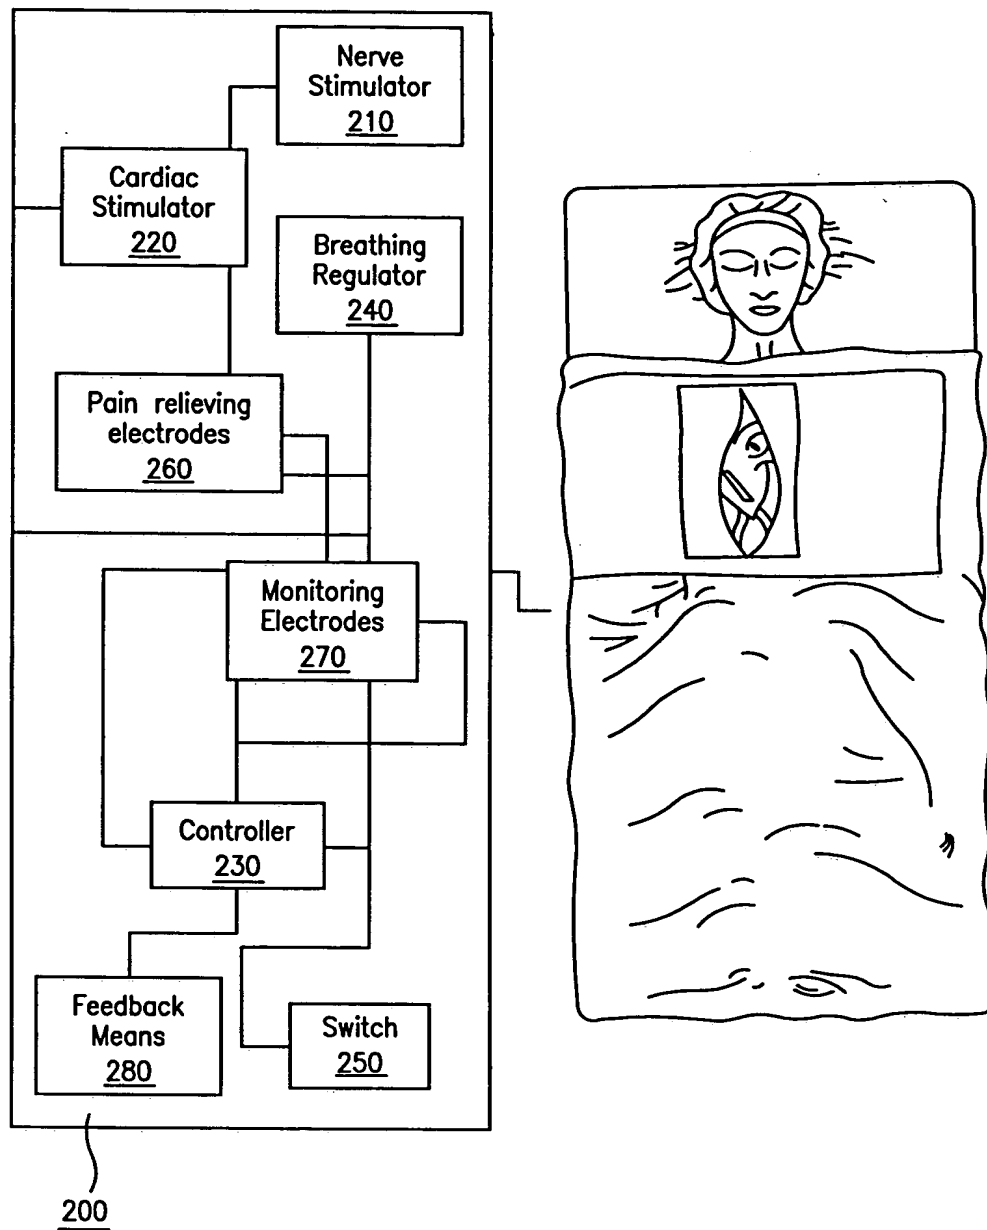 Nerve
Stimulator
210
Cardiac
Stimulator
220
Breathing
Regulator
240
Pain relieving
electrodes
260
Monitoring
Electrodes
270
Controller
230
Feedback
Means
280
Switch
250
200